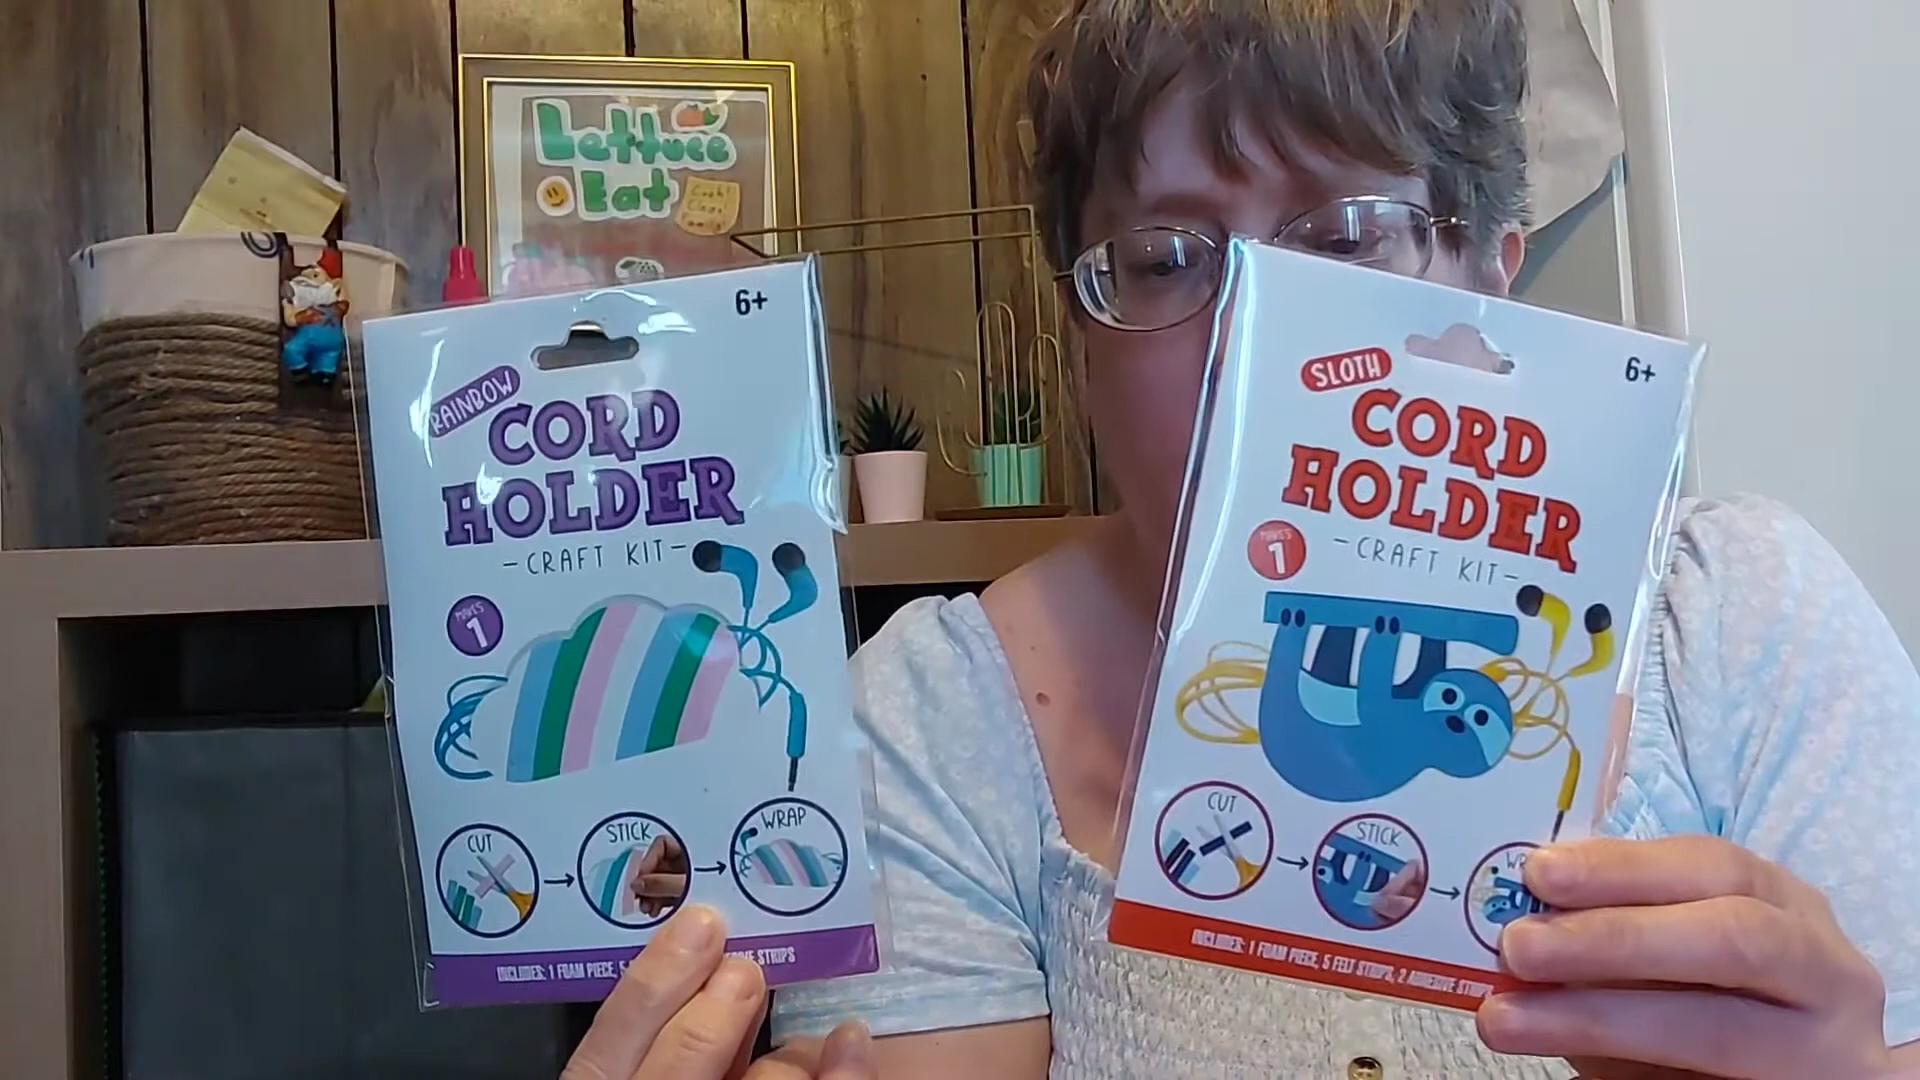 Lettuce
Eat
RAINBOW
6+
CORD
HOLDER
-CRAFT KIT-
MAKES
1
CUT
STICK
WRAP
INCLUDES: 1 FOAM PIECE, 5
STRIPS
SLOTH
6+
CORD
HOLDER
-CRAFT KIT-
MAKES
1
CUT
STICK
INCLUDES: 1 FOAM PIECE, 5 FELT STRIPS, 2 ADHESIVE STRIPS